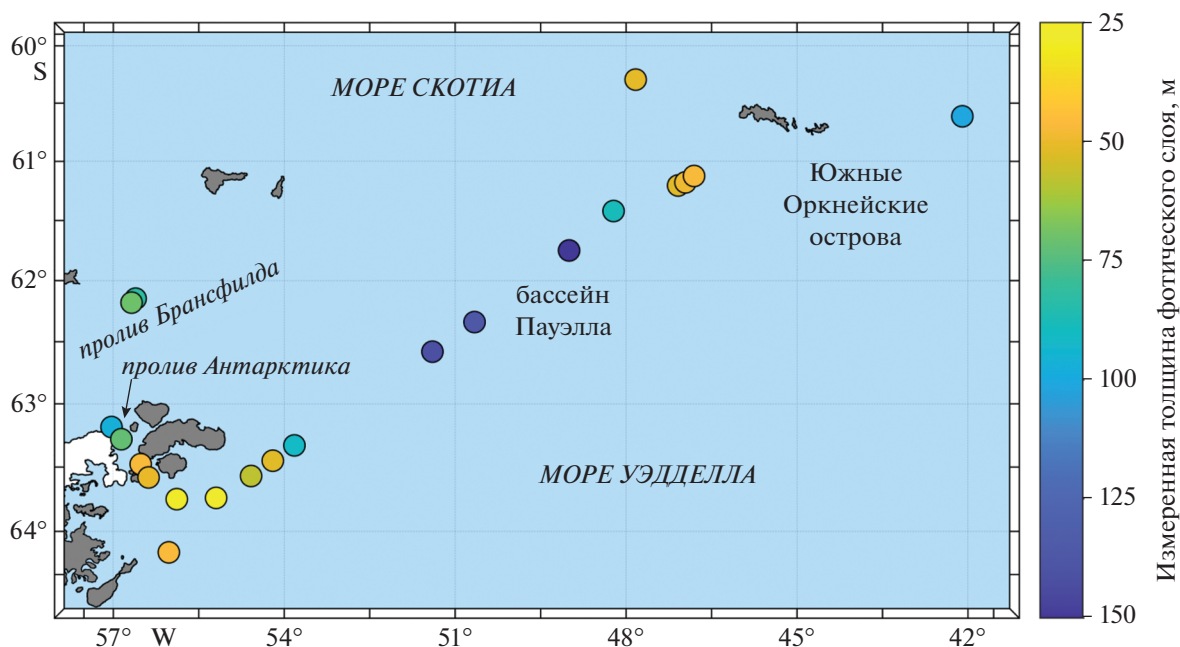 60°
S
61°
62°
63°
64°
57° W
54°
51°
48°
45°
42°
МОРЕ СКОТИА
Южные
Оркнейские
острова
пролив Брансфилда
бассейн
Пауэлла
пролив Антарктика
МОРЕ УЭДДЕЛЛА
25
50
75
100
125
150
Измеренная толщина фотического слоя, м